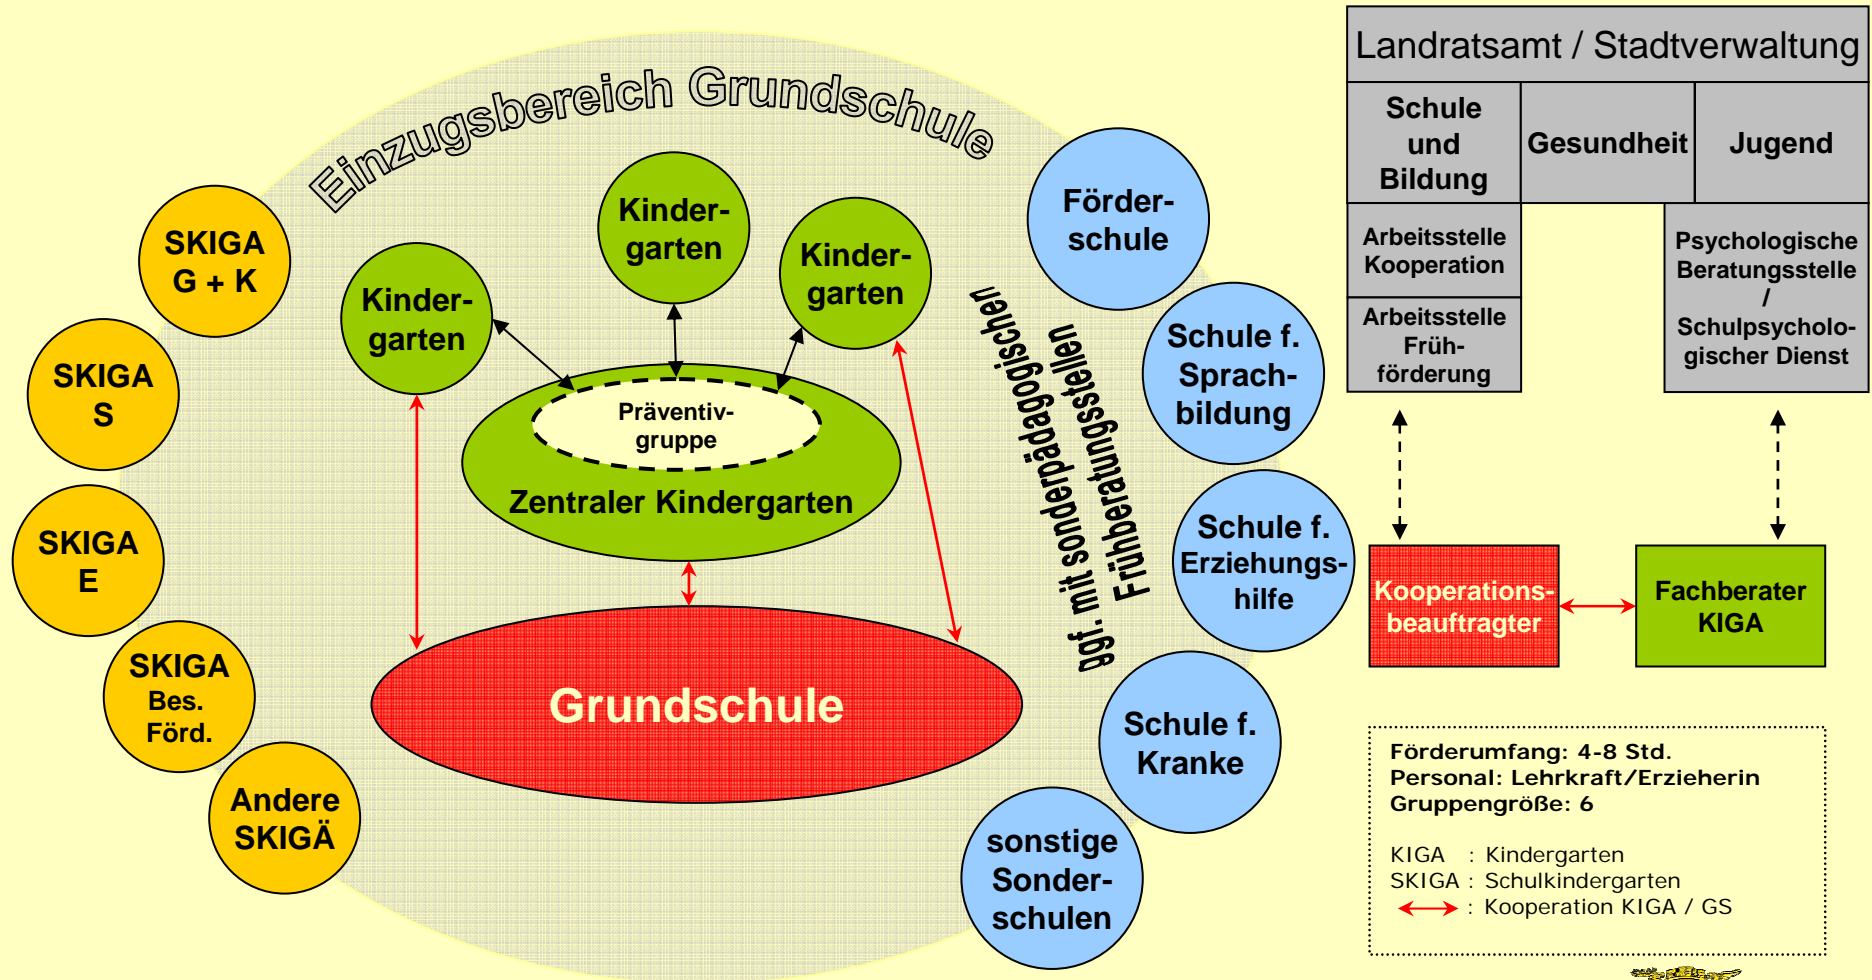 Einzugsbereich Grundschule
SKIGA
G + K
SKIGA
S
SKIGA
E
SKIGA
Bes.
Förd.
Andere
SKIGÄ
Kinder-
garten
Kinder-
garten
Kinder-
garten
Präventiv-
gruppe
Zentraler Kindergarten
Grundschule
ggf. mit sonderpädagogischen
Frühberatungsstellen
Förder-
schule
Schule f.
Sprach-
bildung
Schule f.
Erziehungs-
hilfe
Schule f.
Kranke
sonstige
Sonder-
schulen
Landratsamt / Stadtverwaltung
Schule
und
Bildung
Gesundheit
Jugend
Arbeitsstelle
Kooperation
Arbeitsstelle
Früh-
förderung
Psychologische
Beratungsstelle
/
Schulpsycholo-
gischer Dienst
Kooperations-
beauftragter
Fachberater
KIGA
Förderumfang: 4-8 Std.
Personal: Lehrkraft/Erzieherin
Gruppengröße: 6
KIGA : Kindergarten
SKIGA : Schulkindergarten
: Kooperation KIGA / GS